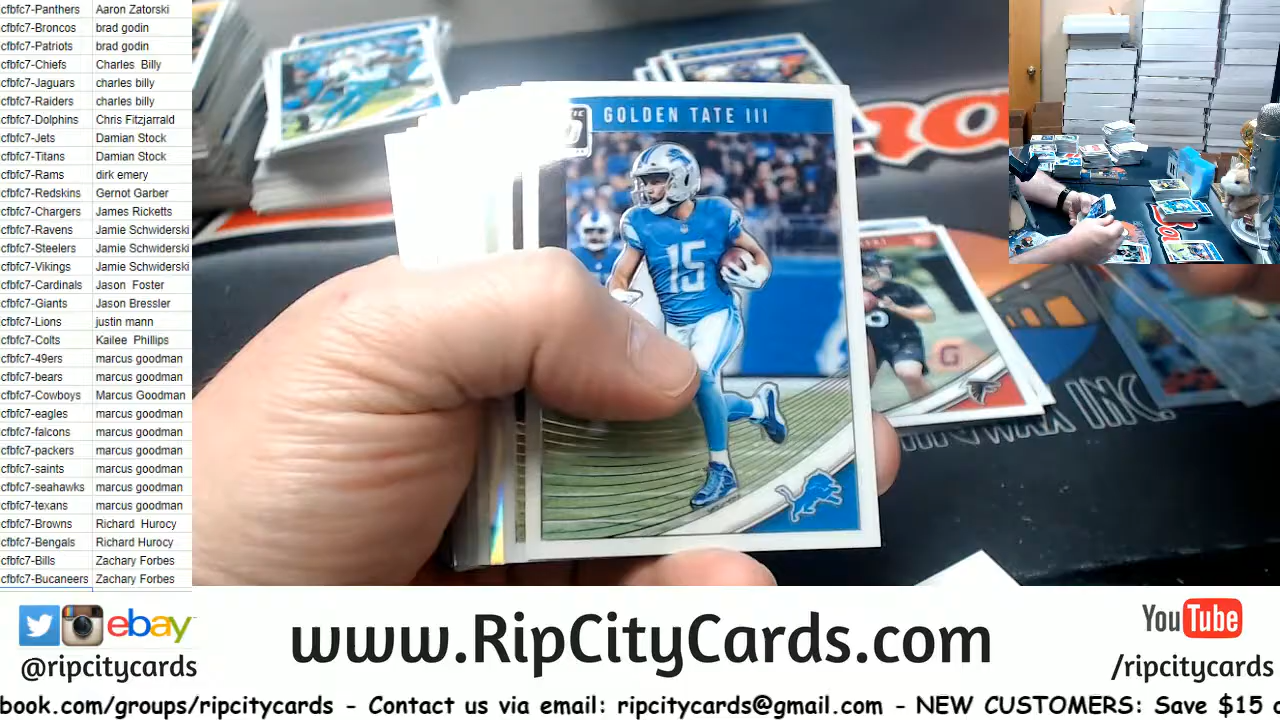 cfbfc7-Panthers Aaron Zatorski
cfbfc7-Broncos brad godin
cfbfc7-Patriots brad godin
cfbfc7-Chiefs Charles Billy
cfbfc7-Jaguars charles billy
cfbfc7-Raiders charles billy
cfbfc7-Dolphins Chris Fitzjarrald
cfbfc7-Jets Damian Stock
cfbfc7-Titans Damian Stock
cfbfc7-Rams dirk emery
cfbfc7-Redskins Gernot Garber
cfbfc7-Chargers James Ricketts
cfbfc7-Ravens Jamie Schwiderski
cfbfc7-Steelers Jamie Schwiderski
cfbfc7-Vikings Jamie Schwiderski
cfbfc7-Cardinals Jason Foster
cfbfc7-Giants Jason Bressler
cfbfc7-Lions justin mann
cfbfc7-Colts Kailee Phillips
cfbfc7-49ers marcus goodman
cfbfc7-bears marcus goodman
cfbfc7-Cowboys Marcus Goodman
cfbfc7-eagles marcus goodman
cfbfc7-falcons marcus goodman
cfbfc7-packers marcus goodman
cfbfc7-saints marcus goodman
cfbfc7-seahawks marcus goodman
cfbfc7-texans marcus goodman
cfbfc7-Browns Richard Hurocy
cfbfc7-Bengals Richard Hurocy
cfbfc7-Bills Zachary Forbes
cfbfc7-Bucaneers Zachary Forbes
GOLDEN TATE III
15
INC.
ebay
@ripcitycards
www.RipCityCards.com
YouTube
/ripcitycards
book.com/groups/ripcitycards - Contact us via email: ripcitycards@gmail.com - NEW CUSTOMERS: Save $15